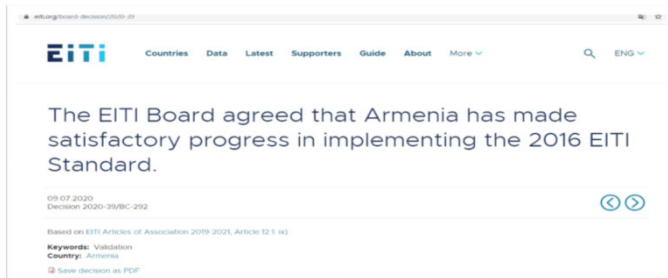 eiti.org/board-decision/2020-39
EITI Countries Data Latest Supporters Guide About More ENG
The EITI Board agreed that Armenia has made
satisfactory progress in implementing the 2016 EITI
Standard.
09.07.2020
Decision 2020-39/BC-292
Based on EITI Articles of Association 2019-2021, Article 12.1. ix)
Keywords: Validation
Country: Armenia
Save decision as PDF